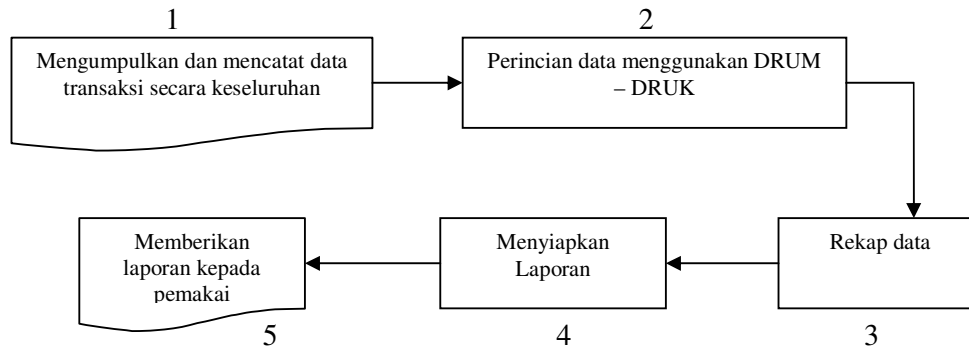 1
Mengumpulkan dan mencatat data
transaksi secara keseluruhan
2
Perincian data menggunakan DRUM
– DRUK
Rekap data
3
Menyiapkan
Laporan
4
Memberikan
laporan kepada
pemakai
5